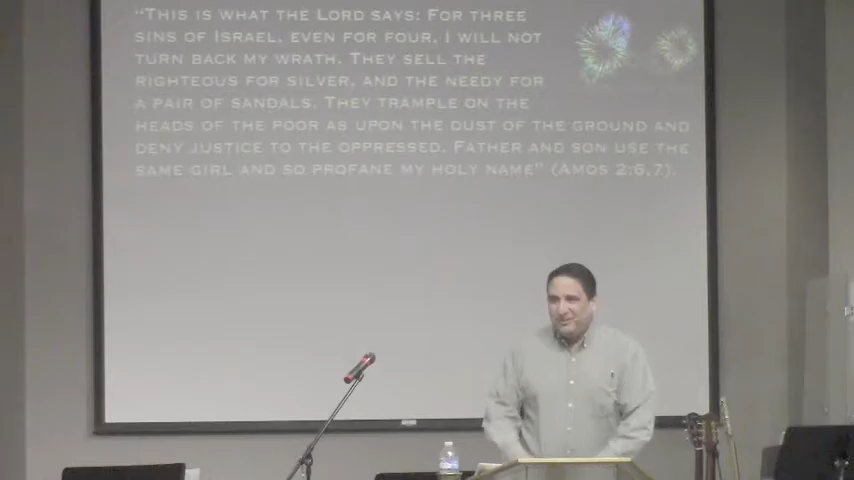 “THIS IS WHAT THE LORD SAYS: FOR THREE
SINS OF ISRAEL, EVEN FOR FOUR, I WILL NOT
TURN BACK MY WRATH. THEY SELL THE
RIGHTEOUS FOR SILVER, AND THE NEEDY FOR
A PAIR OF SANDALS. THEY TRAMPLE ON THE
HEADS OF THE POOR AS UPON THE DUST OF THE GROUND AND
DENY JUSTICE TO THE OPPRESSED. FATHER AND SON USE THE
SAME GIRL AND SO PROFANE MY HOLY NAME” (AMOS 2:6,7).